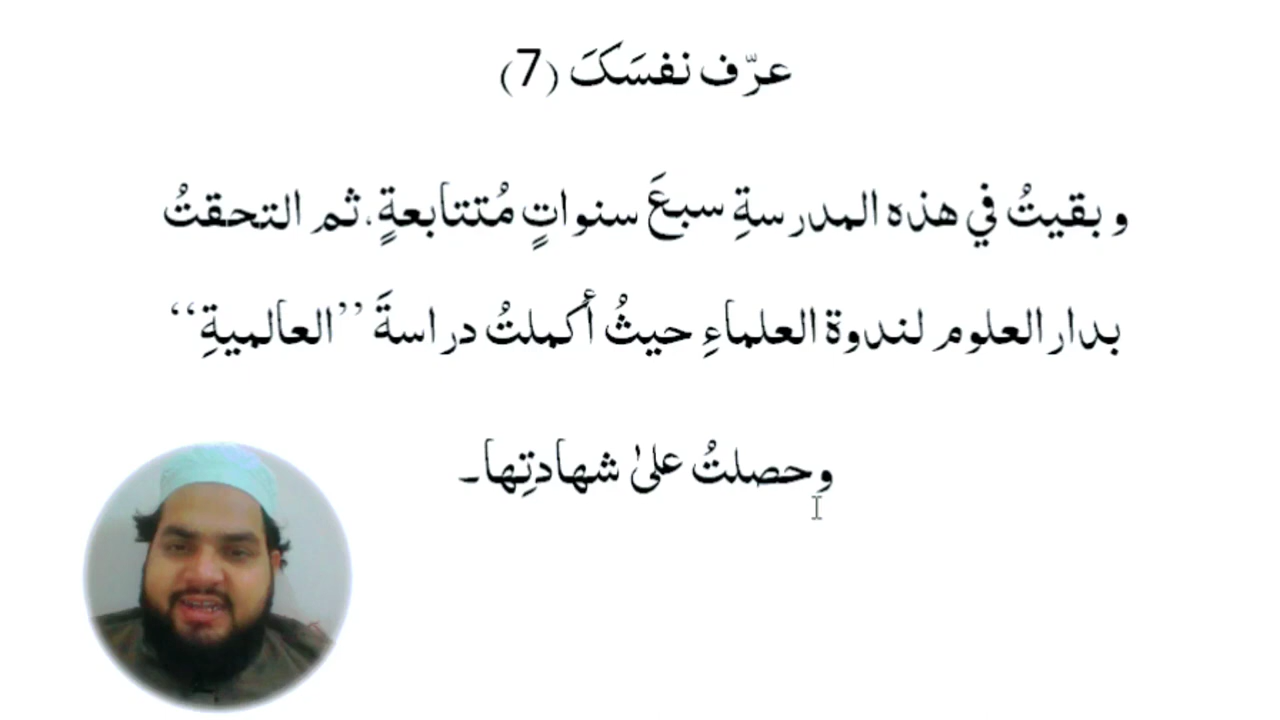 عرّف نفسَكَ (7)
و بقيتُ في هذه المدرسةِ سبعَ سنواتٍ مُتتابعةٍ، ثم التحقتُ
بدار العلوم لندوة العلماءِ حيثُ أكملتُ دراسةَ ’’العالميةِ‘‘
وحصلتُ علىٰ شهادتِها۔